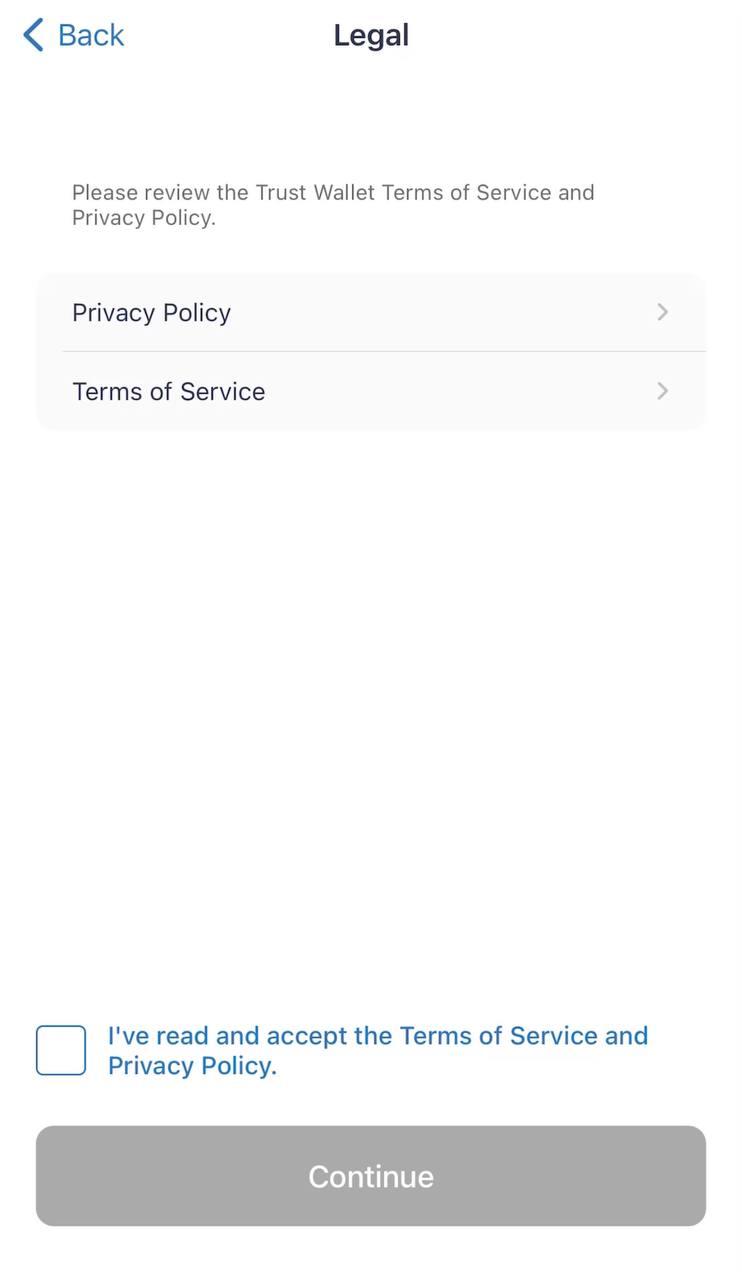 Back
Legal
Please review the Trust Wallet Terms of Service and
Privacy Policy.
Privacy Policy
Terms of Service
I've read and accept the Terms of Service and
Privacy Policy.
Continue